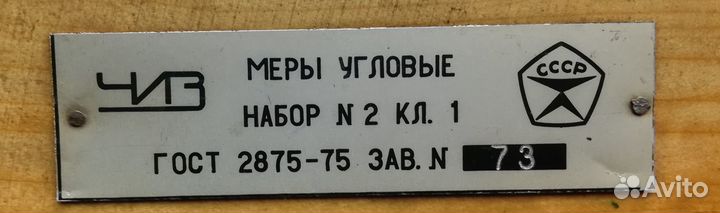 ЧИЗ
МЕРЫ УГЛОВЫЕ
СССР
НАБОР N 2 КЛ. 1
ГОСТ 2875-75 ЗАВ. N 73
Avito